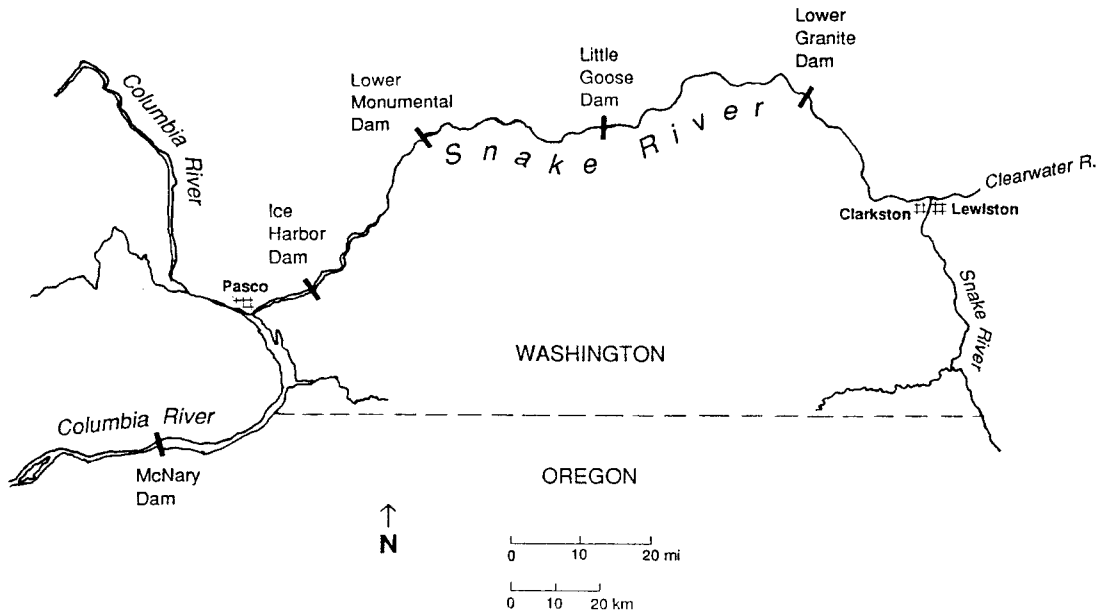 Lower
Granite
Dam
Little
Goose
Dam
Lower
Monumental
Dam
Columbia River
Snake River
Clearwater R.
Clarkston
Lewiston
Ice
Harbor
Dam
Pasco
Snake River
WASHINGTON
Columbia River
McNary
Dam
OREGON
N
0 10 20 mi
0 10 20 km